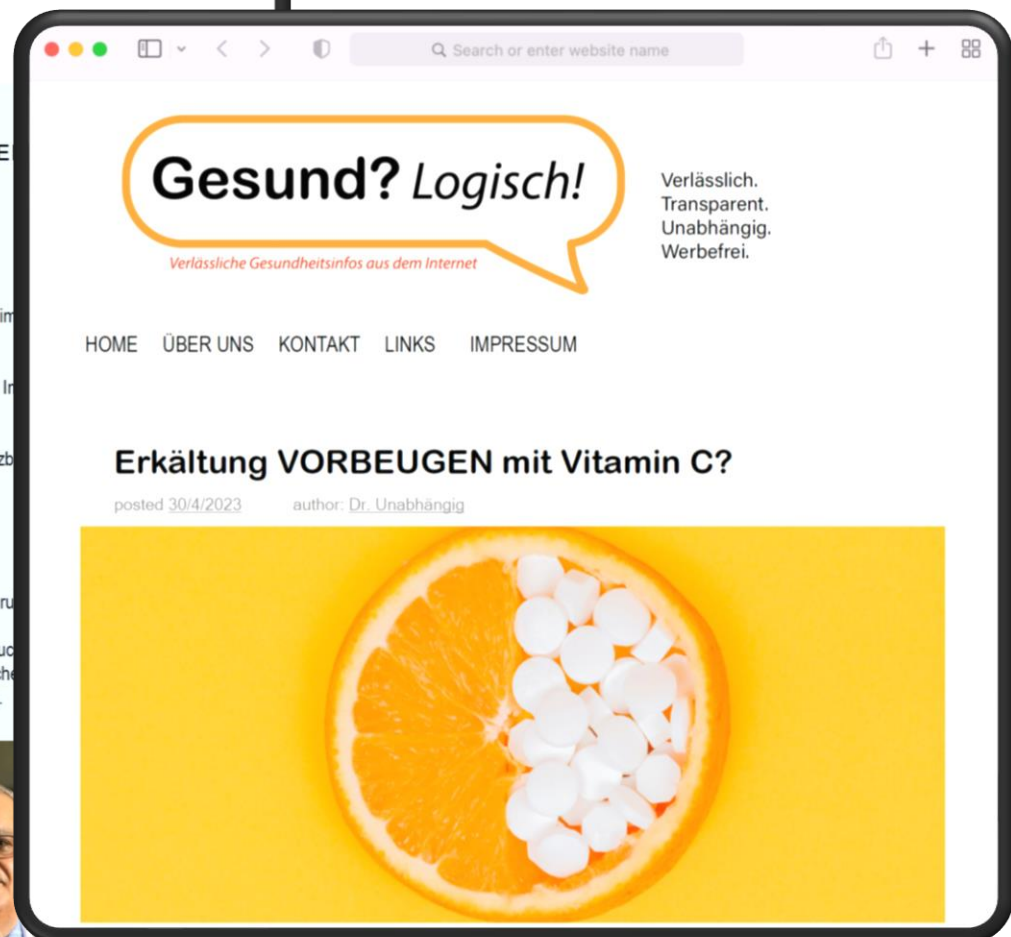 Search or enter website name
Gesund? Logisch!
Verlässliche Gesundheitsinfos aus dem Internet
Verlässlich.
Transparent.
Unabhängig.
Werbefrei.
HOME ÜBER UNS KONTAKT LINKS IMPRESSUM
Erkältung VORBEUGEN mit Vitamin C?
posted 30/4/2023 author: Dr. Unabhängig